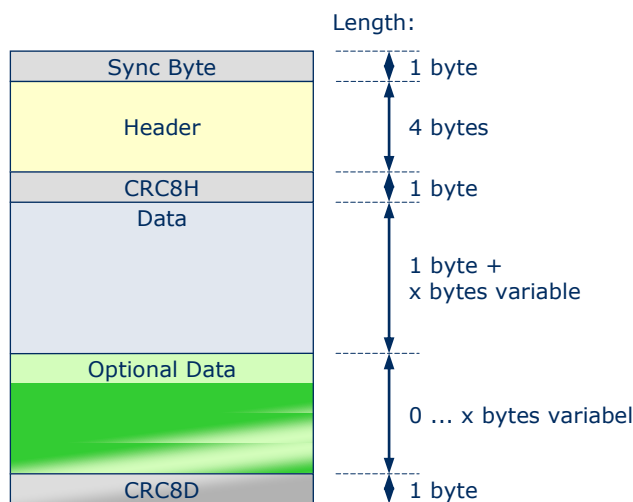 Length:
Sync Byte
1 byte
Header
4 bytes
CRC8H
1 byte
Data
1 byte +
x bytes variable
Optional Data
0 ... x bytes variabel
CRC8D
1 byte